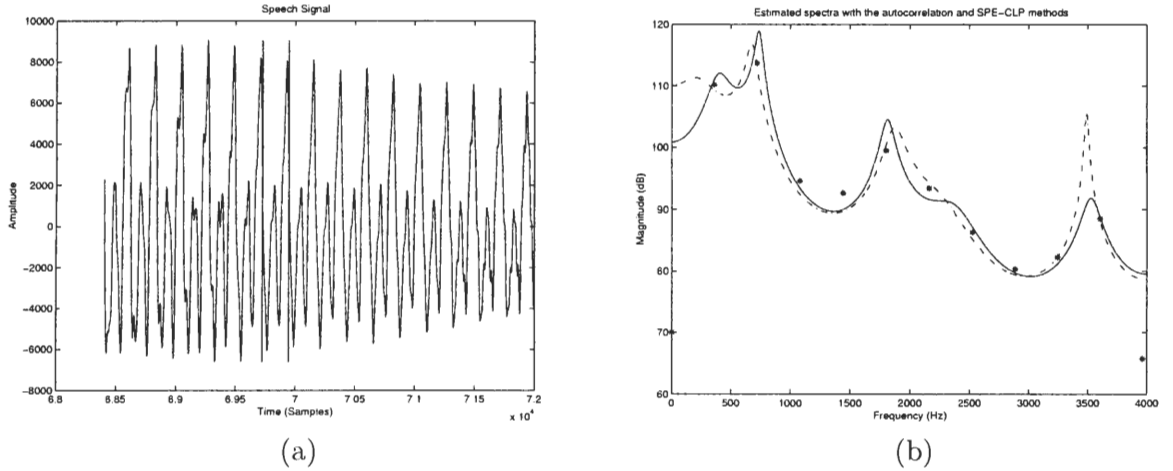 Speech Signal
10000
8000
6000
4000
2000
0
-2000
-4000
-6000
-8000
Amplitude
6.8 6.85 6.9 6.95 7 7.05 7.1 7.15 7.2
Time (Samples)
x 10⁴
(a)
Estimated spectra with the autocorrelation and SPE-CLP methods
120
110
100
90
80
70
60
Magnitude (dB)
0 500 1000 1500 2000 2500 3000 3500 4000
Frequency (Hz)
(b)